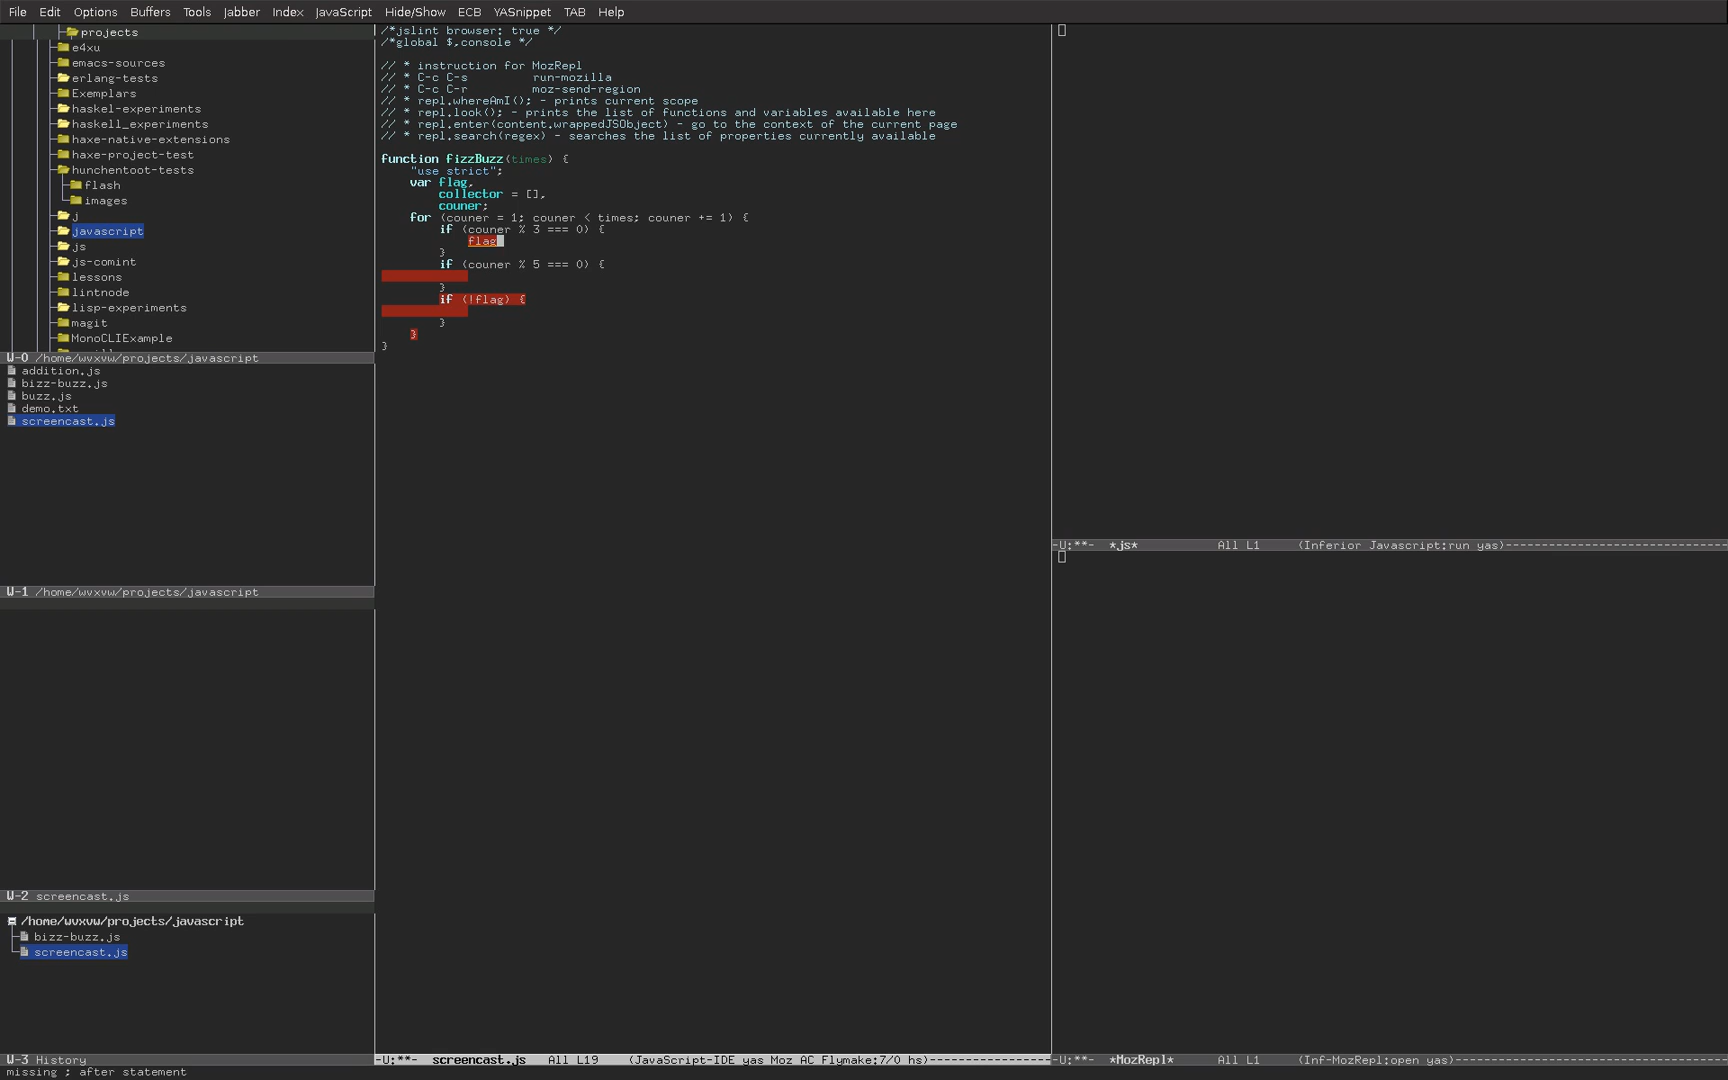 File Edit Options Buffers Tools Jabber Index JavaScript Hide/Show ECB YASnippet TAB Help
projects
e4xu
emacs-sources
erlang-tests
Exemplars
haskel-experiments
haskell_experiments
haxe-native-extensions
haxe-project-test
hunchentoot-tests
flash
images
j
javascript
js
js-comint
lessons
lintnode
lisp-experiments
magit
MonoCLIExample
W-0 /home/wvxvw/projects/javascript
addition.js
bizz-buzz.js
buzz.js
demo.txt
screencast.js
W-1 /home/wvxvw/projects/javascript
W-2 screencast.js
/home/wvxvw/projects/javascript
bizz-buzz.js
screencast.js
W-3 History
/*jslint browser: true */
/*global $,console */
// * instruction for MozRepl
// * C-c C-s         run-mozilla
// * C-c C-r         moz-send-region
// * repl.whereAmI(); - prints current scope
// * repl.look(); - prints the list of functions and variables available here
// * repl.enter(content.wrappedJSObject) - go to the context of the current page
// * repl.search(regex) - searches the list of properties currently available
function fizzBuzz(times) {
    "use strict";
    var flag,
        collector = [],
        couner;
    for (couner = 1; couner < times; couner += 1) {
        if (couner % 3 === 0) {
            flag
        }
        if (couner % 5 === 0) {
        }
        if (!flag) {
        }
    }
}
-U:**-  screencast.js   All L19    (JavaScript-IDE yas Moz AC Flymake:7/0 hs)-----------------
-U:**-  *js*           All L1     (Inferior Javascript:run yas)-------------------------------
-U:**-  *MozRepl*      All L1     (Inf-MozRepl:open yas)--------------------------------------
missing ; after statement